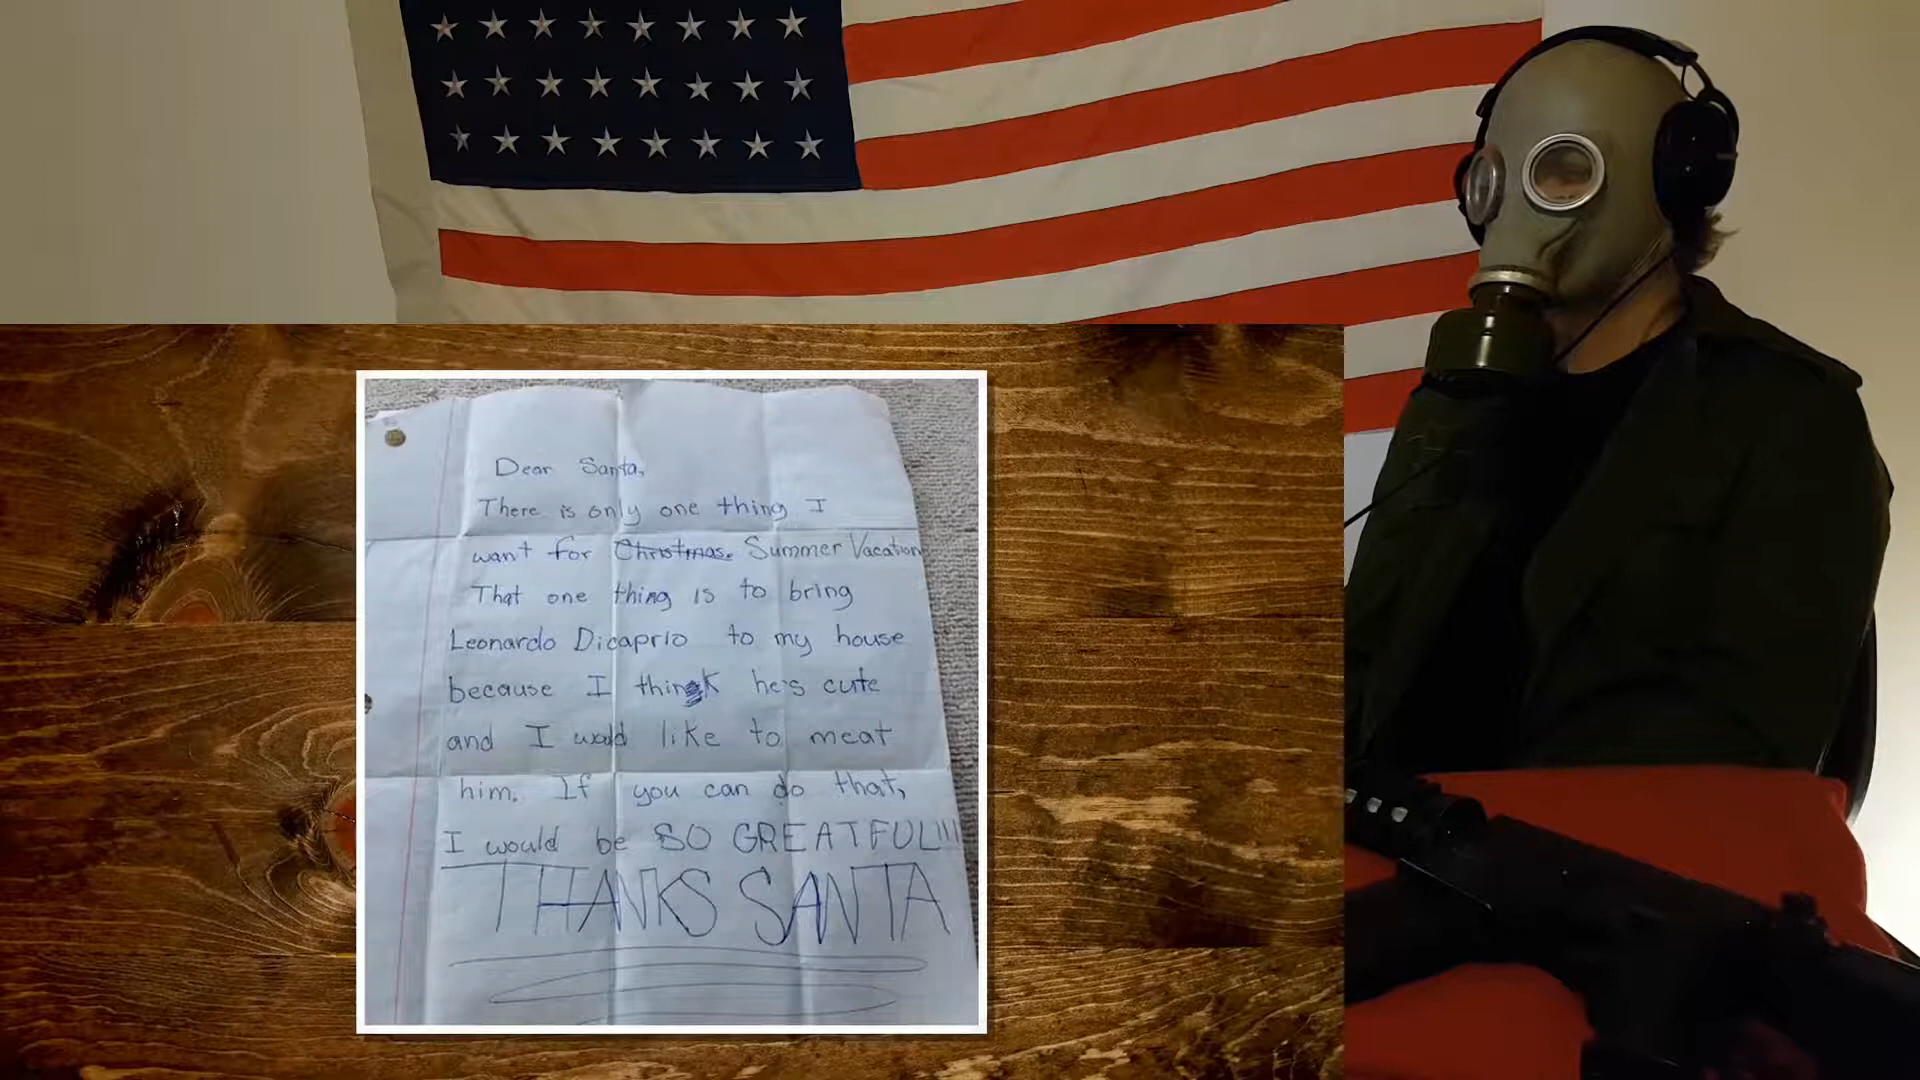 Dear Santa,
There is only one thing I
want for Christmas. Summer Vacation
That one thing is to bring
Leonardo Dicaprio to my house
because I think he's cute
and I would like to meat
him. If you can do that,
I would be SO GREATFUL!!!
THANKS SANTA